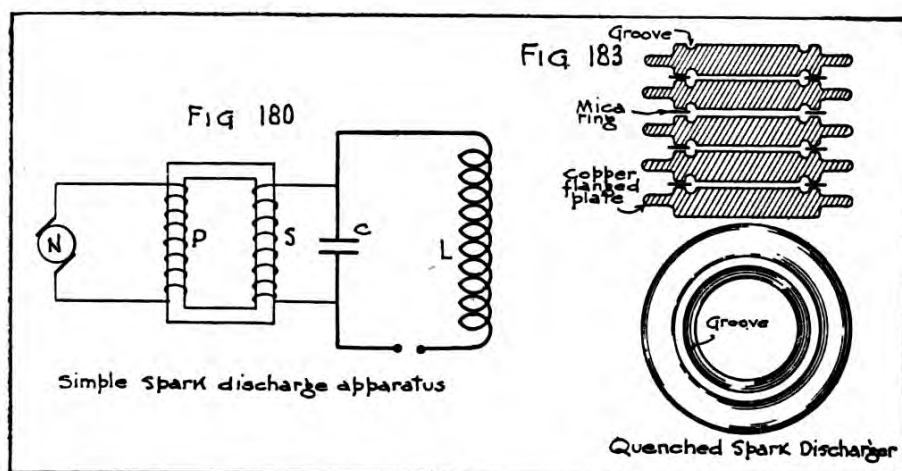 FIG 180
N
P
S
C
L
Simple spark discharge apparatus
Groove
FIG 183
Mica
ring
Copper
flanged
plate
Groove
Quenched Spark Discharger